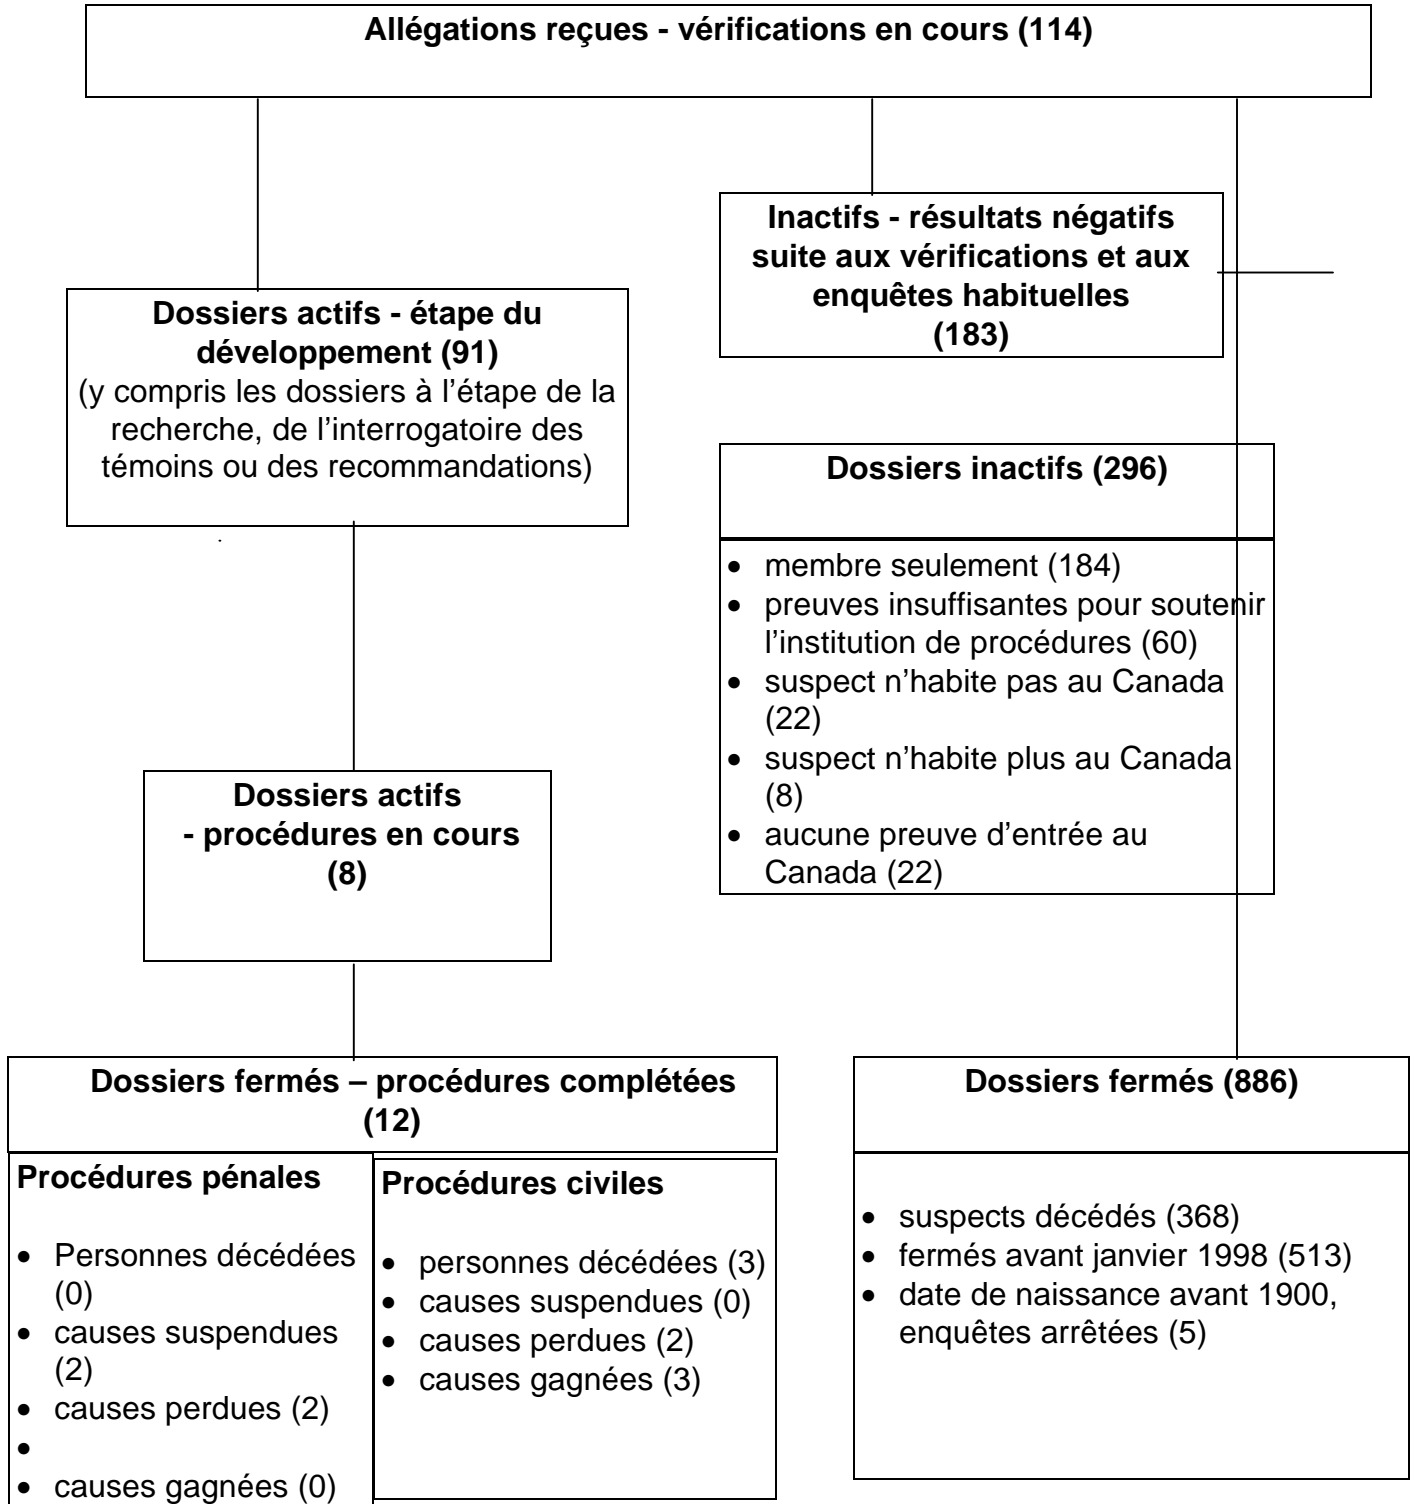 Allégations reçues - vérifications en cours (114)
Inactifs - résultats négatifs
suite aux vérifications et aux
enquêtes habituelles
(183)
Dossiers actifs - étape du
développement (91)
(y compris les dossiers à l’étape de la
recherche, de l’interrogatoire des
témoins ou des recommandations)
Dossiers inactifs (296)
• membre seulement (184)
• preuves insuffisantes pour soutenir
l’institution de procédures (60)
• suspect n’habite pas au Canada
(22)
• suspect n’habite plus au Canada
(8)
• aucune preuve d’entrée au
Canada (22)
Dossiers actifs
- procédures en cours
(8)
Dossiers fermés – procédures complétées
(12)
Procédures pénales
• Personnes décédées
(0)
• causes suspendues
(2)
• causes perdues (2)
•
• causes gagnées (0)
Procédures civiles
• personnes décédées (3)
• causes suspendues (0)
• causes perdues (2)
• causes gagnées (3)
Dossiers fermés (886)
• suspects décédés (368)
• fermés avant janvier 1998 (513)
• date de naissance avant 1900,
enquêtes arrêtées (5)